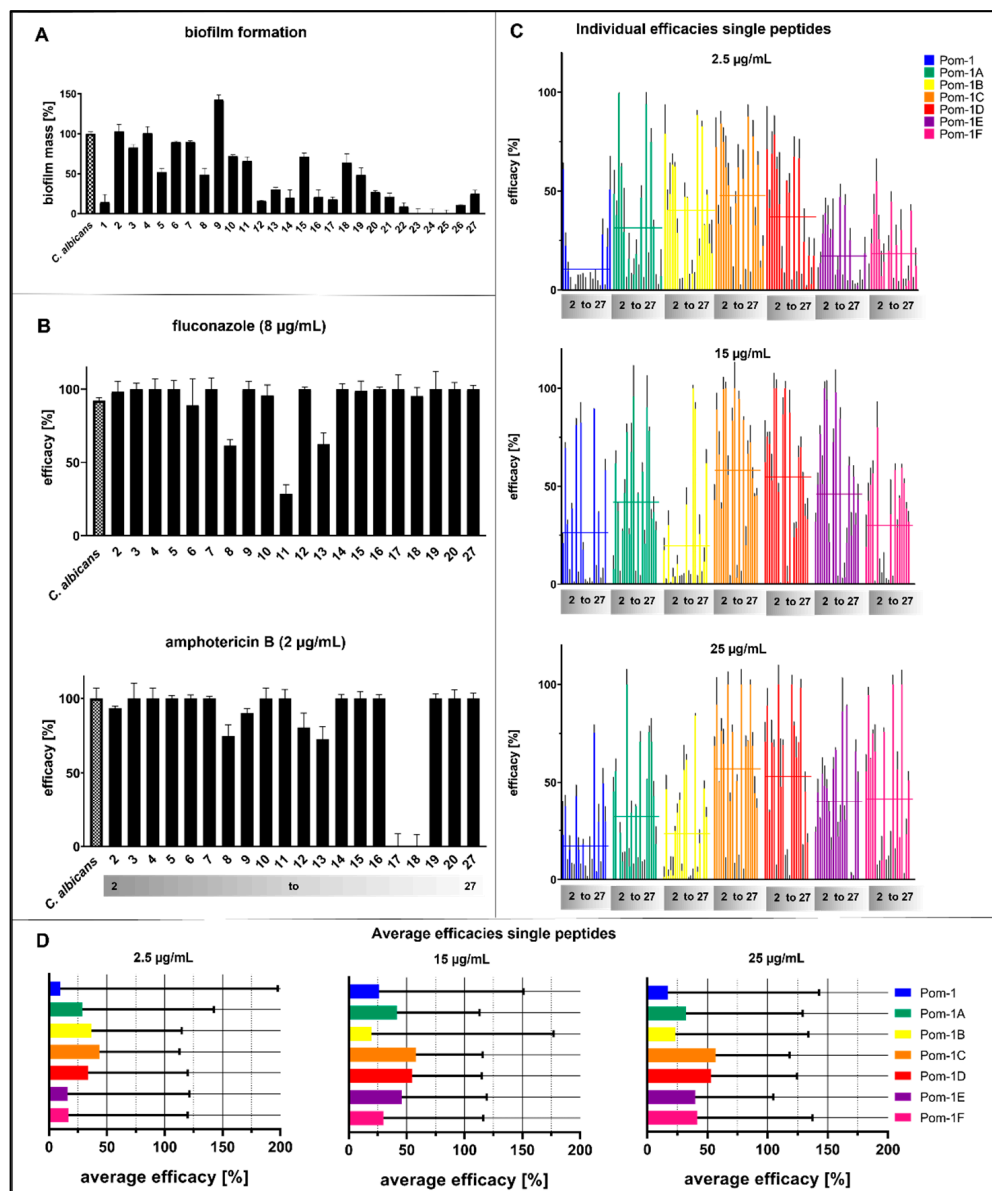 A
biofilm formation
biofilm mass [%]
150
100
50
0
C. albicans 1 2 3 4 5 6 7 8 9 10 11 12 13 14 15 16 17 18 19 20 21 22 23 24 25 26 27
B
fluconazole (8 µg/mL)
efficacy [%]
100
50
0
C. albicans 2 3 4 5 6 7 8 9 10 11 12 13 14 15 16 17 18 19 20 27
amphotericin B (2 µg/mL)
efficacy [%]
100
50
0
C. albicans 2 3 4 5 6 7 8 9 10 11 12 13 14 15 16 17 18 19 20 27
2 to 27
C
Individual efficacies single peptides
2.5 µg/mL
Pom-1
Pom-1A
Pom-1B
Pom-1C
Pom-1D
Pom-1E
Pom-1F
efficacy [%]
100
50
0
2 to 27 2 to 27 2 to 27 2 to 27 2 to 27 2 to 27 2 to 27
15 µg/mL
efficacy [%]
100
50
0
2 to 27 2 to 27 2 to 27 2 to 27 2 to 27 2 to 27 2 to 27
25 µg/mL
efficacy [%]
100
50
0
2 to 27 2 to 27 2 to 27 2 to 27 2 to 27 2 to 27 2 to 27
D
Average efficacies single peptides
2.5 µg/mL
0 50 100 150 200
average efficacy [%]
15 µg/mL
0 50 100 150 200
average efficacy [%]
25 µg/mL
0 50 100 150 200
average efficacy [%]
Pom-1
Pom-1A
Pom-1B
Pom-1C
Pom-1D
Pom-1E
Pom-1F